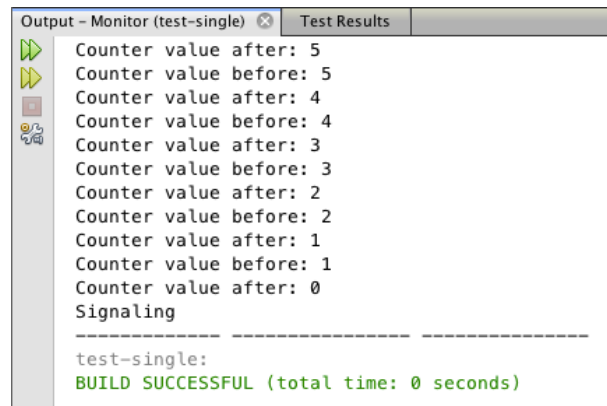 Output – Monitor (test-single) Test Results
Counter value after: 5
Counter value before: 5
Counter value after: 4
Counter value before: 4
Counter value after: 3
Counter value before: 3
Counter value after: 2
Counter value before: 2
Counter value after: 1
Counter value before: 1
Counter value after: 0
Signaling
------------- ---------------- ---------------
test-single:
BUILD SUCCESSFUL (total time: 0 seconds)